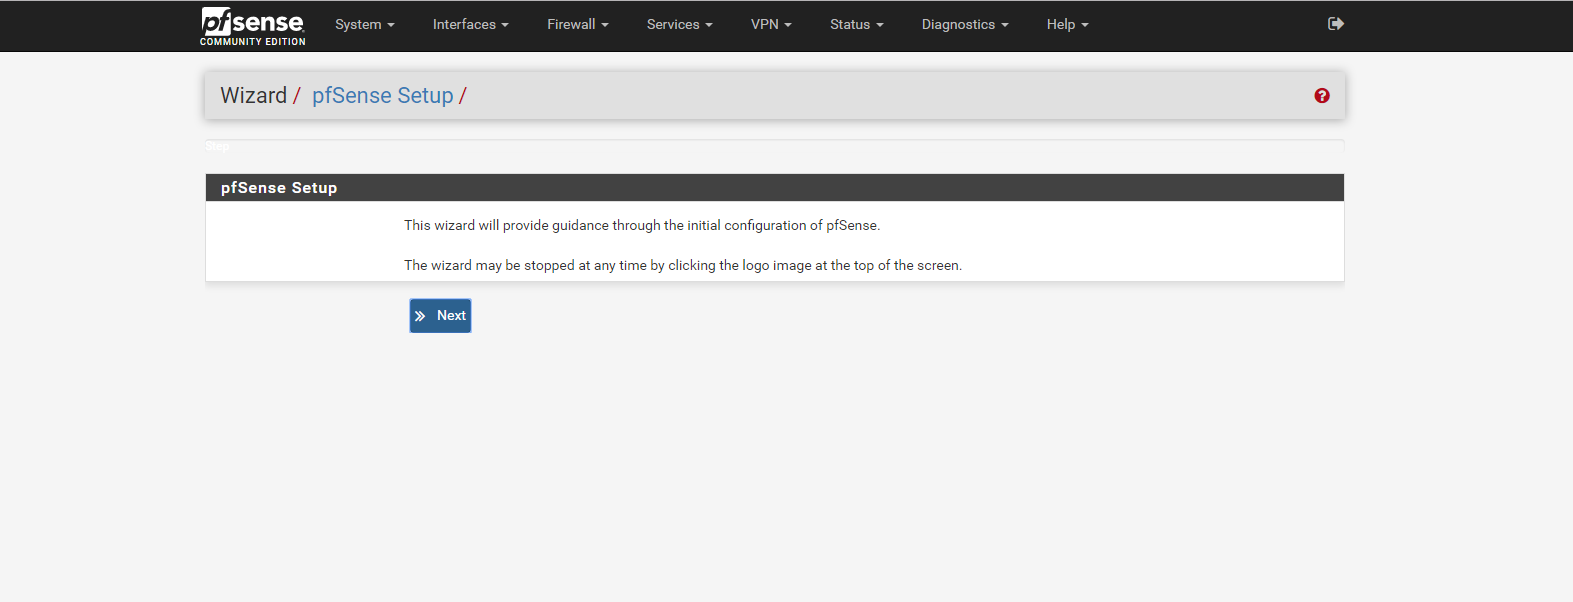 pfsense
COMMUNITY EDITION
System Interfaces Firewall Services VPN Status Diagnostics Help
Wizard / pfSense Setup /
Step
pfSense Setup
This wizard will provide guidance through the initial configuration of pfSense.
The wizard may be stopped at any time by clicking the logo image at the top of the screen.
Next